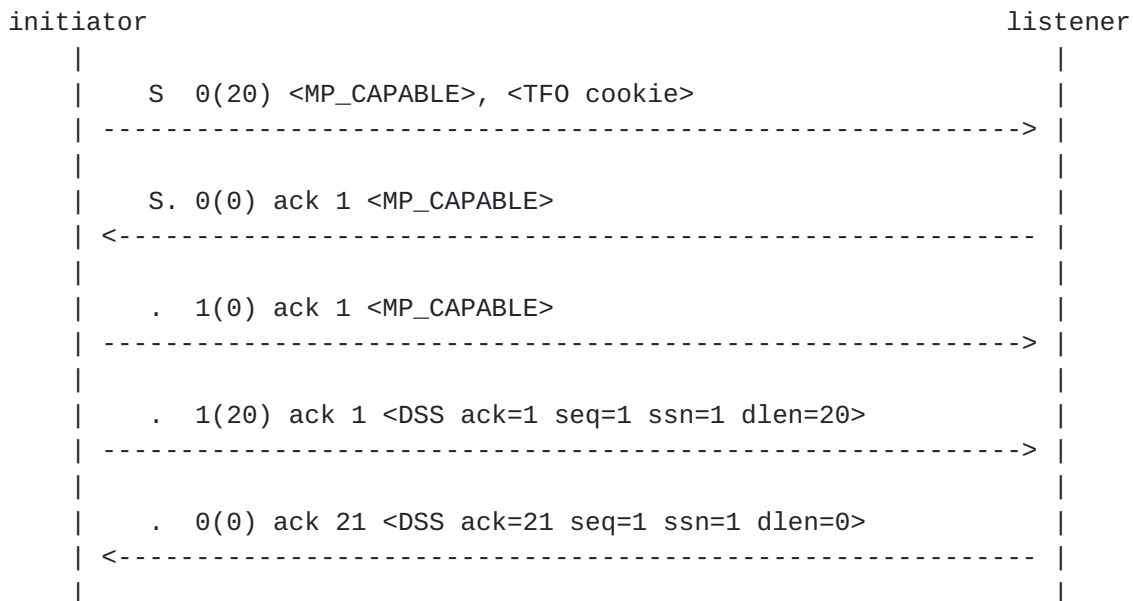 initiator listener
S 0(20) <MP_CAPABLE>, <TFO cookie>
S. 0(0) ack 1 <MP_CAPABLE>
. 1(0) ack 1 <MP_CAPABLE>
. 1(20) ack 1 <DSS ack=1 seq=1 ssn=1 dlen=20>
. 0(0) ack 21 <DSS ack=21 seq=1 ssn=1 dlen=0>